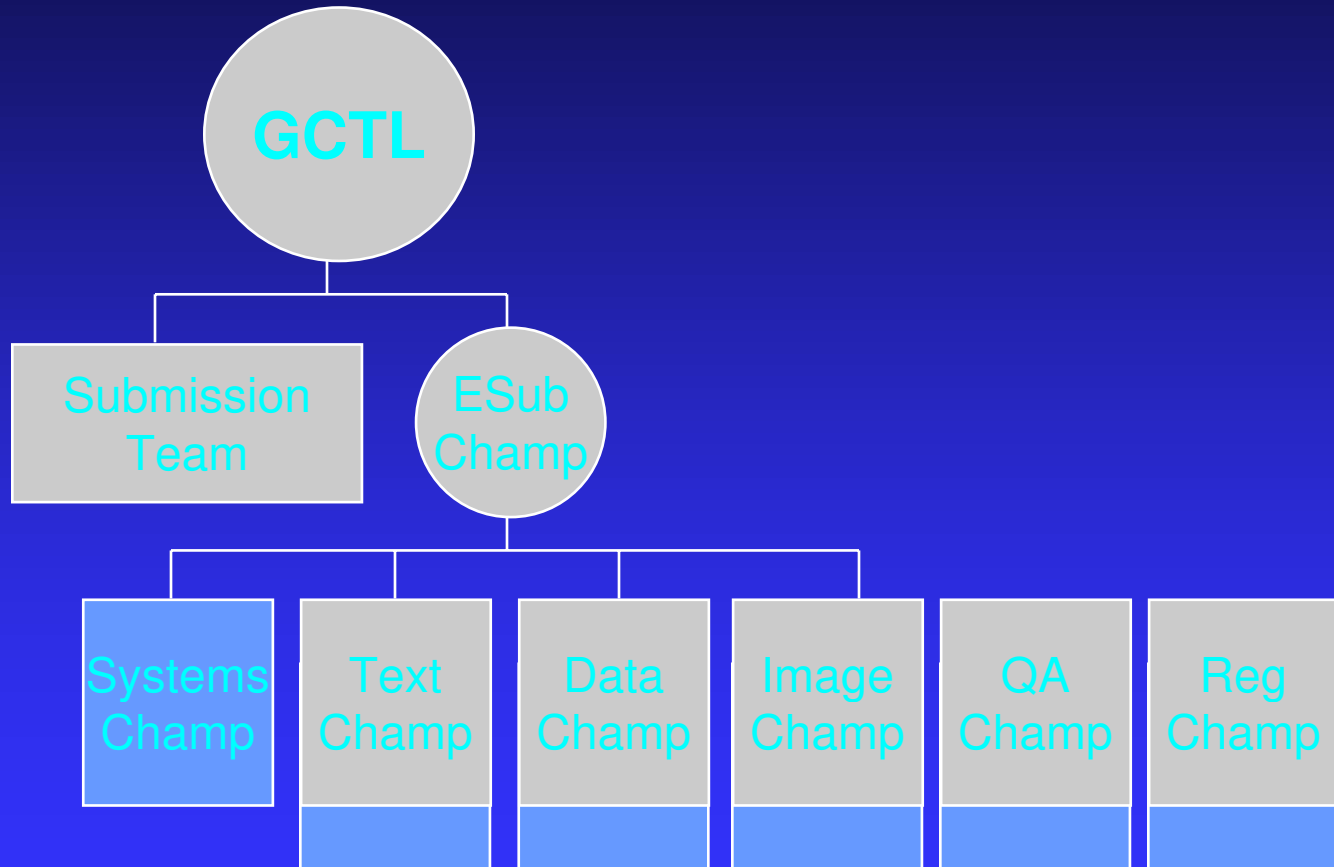 GCTL
Submission
Team
ESub
Champ
Systems
Champ
Text
Champ
Data
Champ
Image
Champ
QA
Champ
Reg
Champ